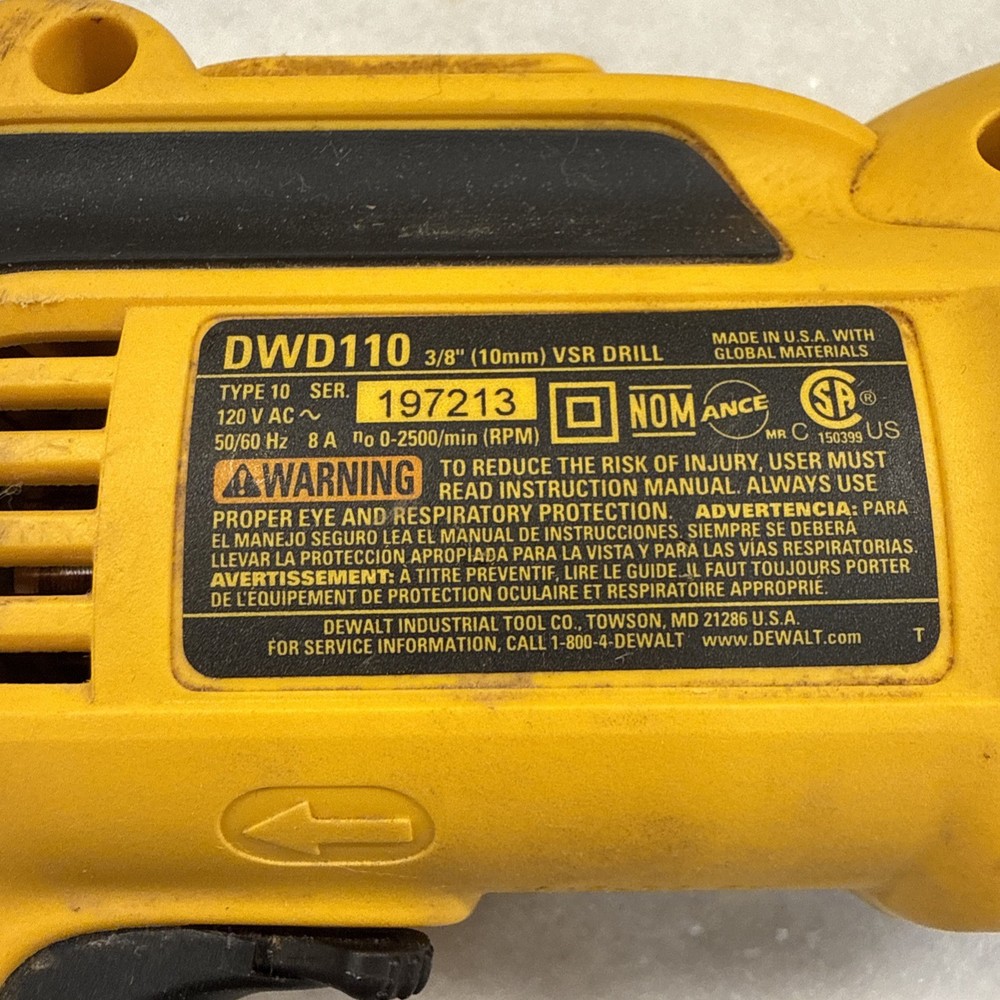 DWD110 3/8" (10mm) VSR DRILL
MADE IN U.S.A. WITH
GLOBAL MATERIALS
TYPE 10 SER. 197213
120 V AC ~
50/60 Hz 8 A no 0-2500/min (RPM)
NOM ANCE MR C SA ® 150399 US
WARNING TO REDUCE THE RISK OF INJURY, USER MUST
READ INSTRUCTION MANUAL. ALWAYS USE
PROPER EYE AND RESPIRATORY PROTECTION. ADVERTENCIA: PARA
EL MANEJO SEGURO LEA EL MANUAL DE INSTRUCCIONES. SIEMPRE SE DEBERÁ
LLEVAR LA PROTECCIÓN APROPIADA PARA LA VISTA Y PARA LAS VÍAS RESPIRATORIAS.
AVERTISSEMENT: À TITRE PRÉVENTIF, LIRE LE GUIDE. IL FAUT TOUJOURS PORTER
DE L'ÉQUIPEMENT DE PROTECTION OCULAIRE ET RESPIRATOIRE APPROPRIÉ.
DEWALT INDUSTRIAL TOOL CO., TOWSON, MD 21286 U.S.A.
FOR SERVICE INFORMATION, CALL 1-800-4-DEWALT www.DEWALT.com T